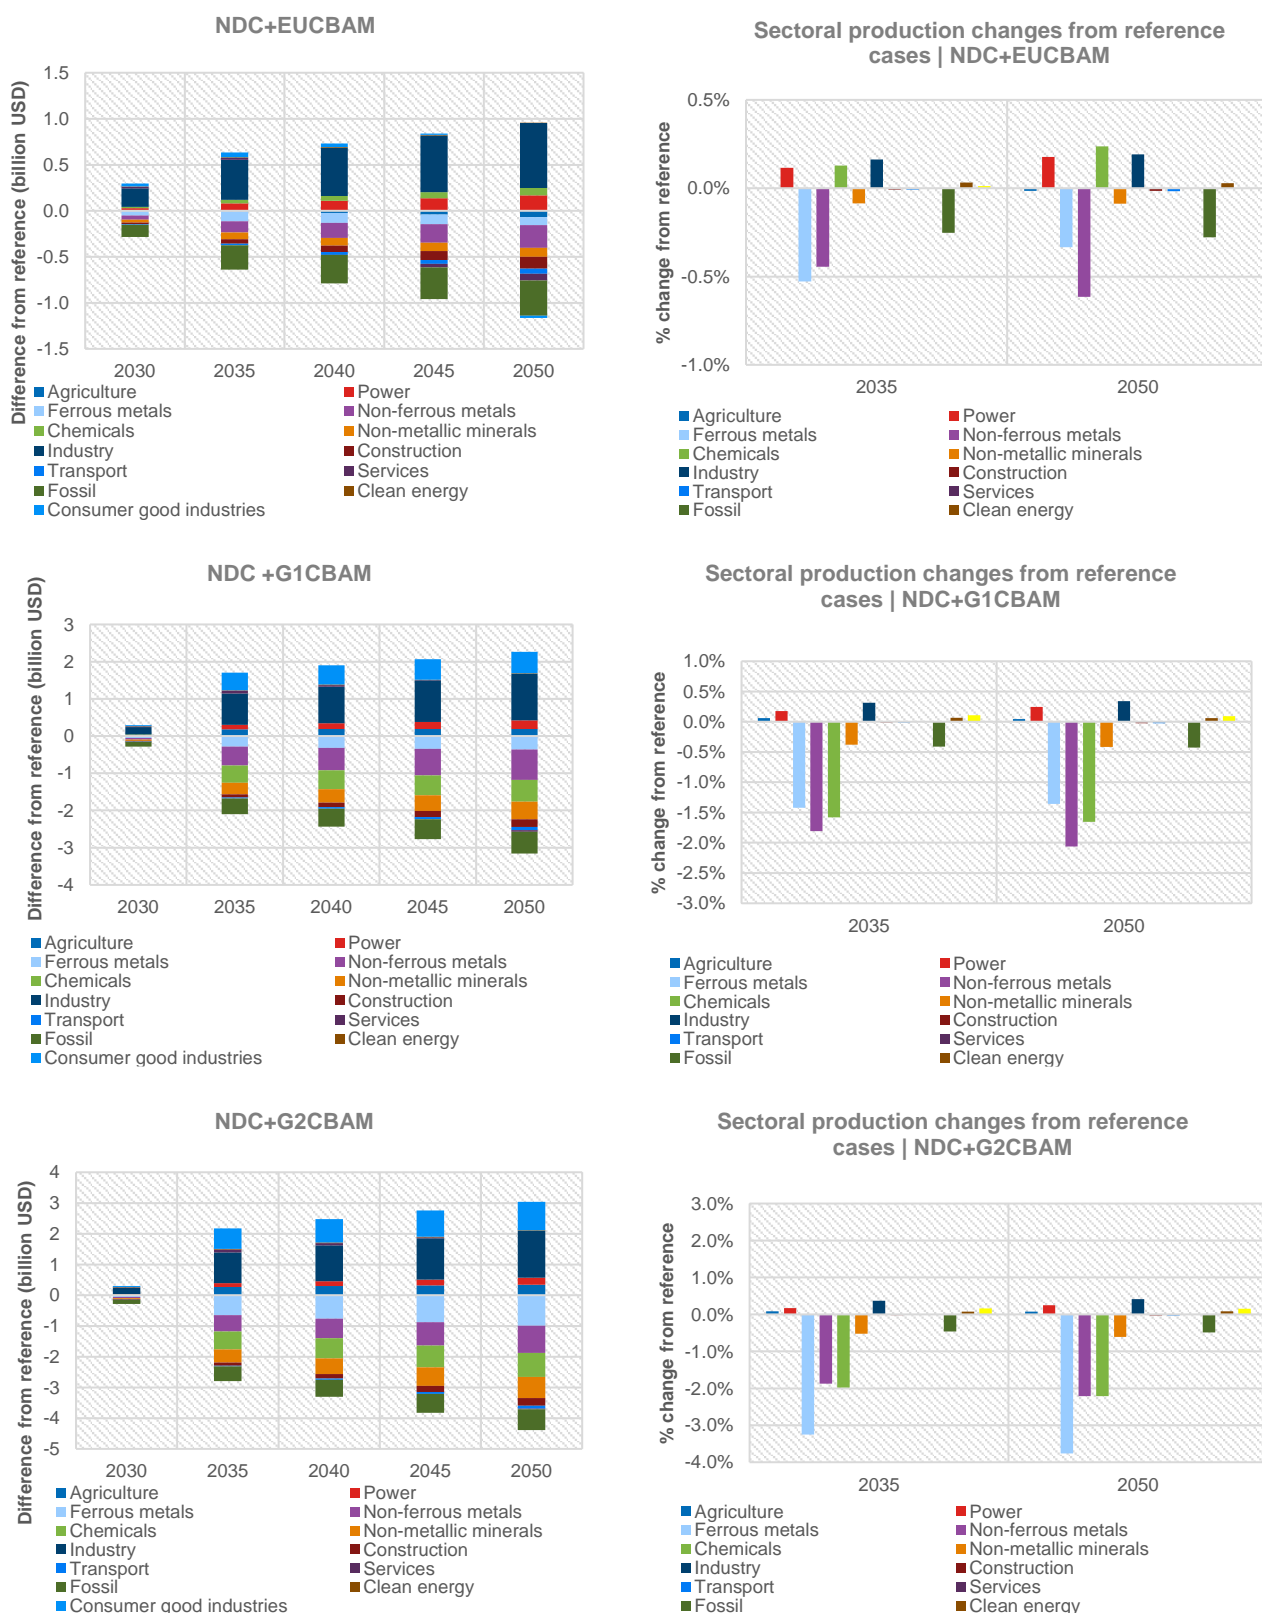 NDC+EUCBAM
Difference from reference (billion USD)
1.5
1.0
0.5
0.0
-0.5
-1.0
-1.5
2030 2035 2040 2045 2050
Agriculture Power
Ferrous metals Non-ferrous metals
Chemicals Non-metallic minerals
Industry Construction
Transport Services
Fossil Clean energy
Consumer good industries
Sectoral production changes from reference
cases | NDC+EUCBAM
% change from reference
0.5%
0.0%
-0.5%
-1.0%
2035 2050
Agriculture Power
Ferrous metals Non-ferrous metals
Chemicals Non-metallic minerals
Industry Construction
Transport Services
Fossil Clean energy
NDC +G1CBAM
Difference from reference (billion USD)
3
2
1
0
-1
-2
-3
-4
2030 2035 2040 2045 2050
Agriculture Power
Ferrous metals Non-ferrous metals
Chemicals Non-metallic minerals
Industry Construction
Transport Services
Fossil Clean energy
Consumer good industries
Sectoral production changes from reference
cases | NDC+G1CBAM
% change from reference
1.0%
0.5%
0.0%
-0.5%
-1.0%
-1.5%
-2.0%
-2.5%
-3.0%
2035 2050
Agriculture Power
Ferrous metals Non-ferrous metals
Chemicals Non-metallic minerals
Industry Construction
Transport Services
Fossil Clean energy
NDC+G2CBAM
Difference from reference (billion USD)
4
3
2
1
0
-1
-2
-3
-4
-5
2030 2035 2040 2045 2050
Agriculture Power
Ferrous metals Non-ferrous metals
Chemicals Non-metallic minerals
Industry Construction
Transport Services
Fossil Clean energy
Consumer good industries
Sectoral production changes from reference
cases | NDC+G2CBAM
% change from reference
3.0%
2.0%
1.0%
0.0%
-1.0%
-2.0%
-3.0%
-4.0%
2035 2050
Agriculture Power
Ferrous metals Non-ferrous metals
Chemicals Non-metallic minerals
Industry Construction
Transport Services
Fossil Clean energy